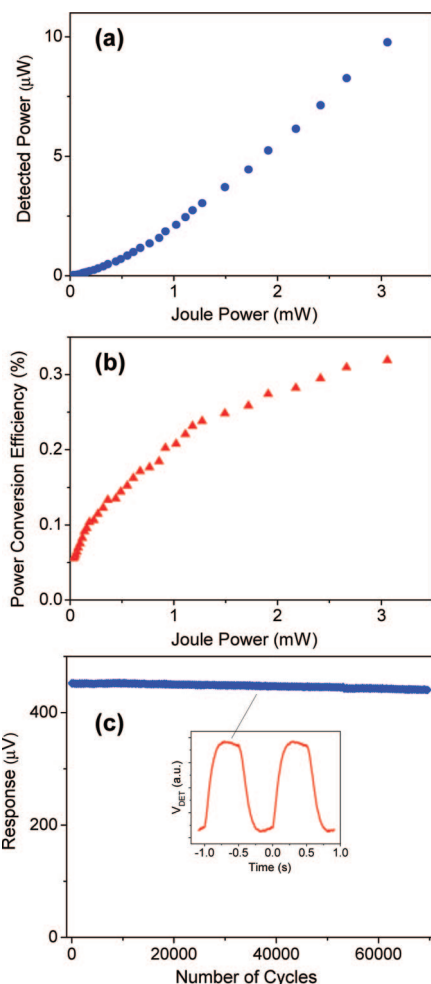 (a)
Detected Power (μW)
10
5
0
1
2
3
Joule Power (mW)
(b)
Power Conversion Efficiency (%)
0.3
0.2
0.1
0.0
1
2
3
Joule Power (mW)
(c)
Response (μV)
400
200
0
V_DET (a.u.)
-1.0 -0.5 0.0 0.5 1.0
Time (s)
0 20000 40000 60000
Number of Cycles